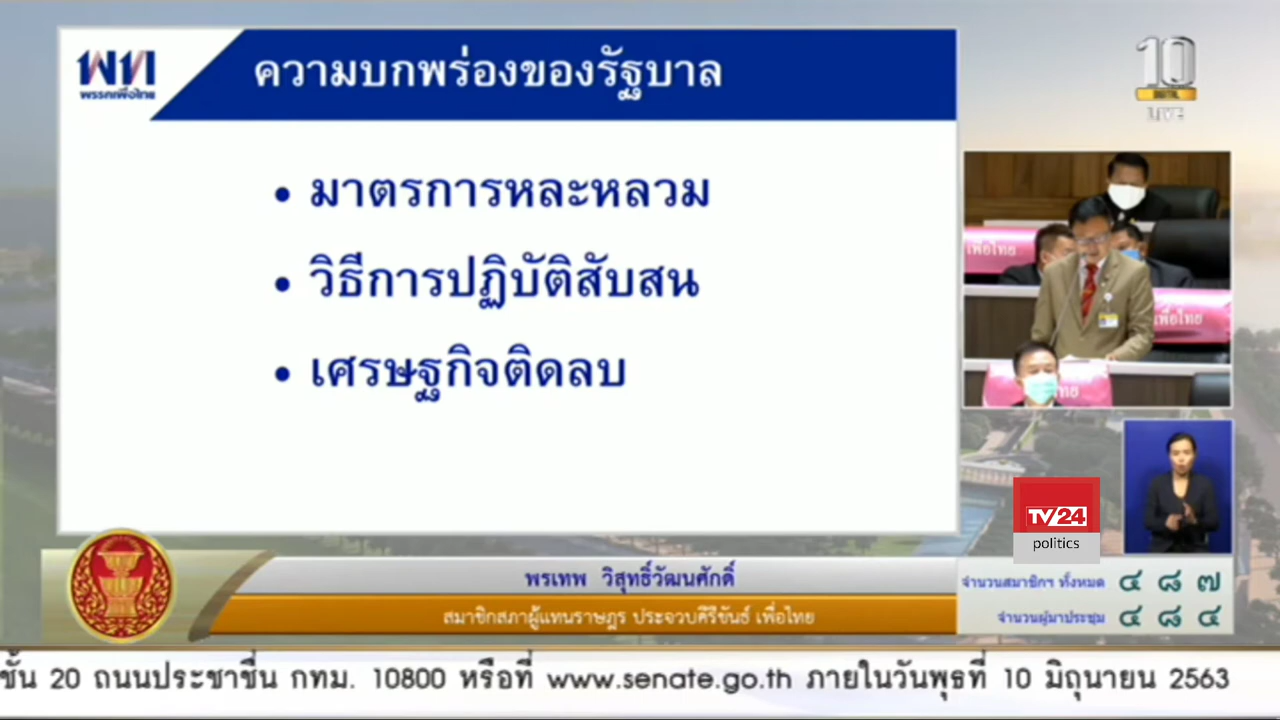 พท
พรรคเพื่อไทย
ความบกพร่องของรัฐบาล
• มาตรการหละหลวม
• วิธีการปฏิบัติสับสน
• เศรษฐกิจติดลบ
10
DIGITAL
LIVE
เพื่อไทย
เพื่อไทย
ไทย
TV/24
politics
พรเทพ วิสุทธิ์วัฒนศักดิ์
สมาชิกสภาผู้แทนราษฎร ประจวบคีรีขันธ์ เพื่อไทย
จำนวนสมาชิกฯ ทั้งหมด ๔ ๘ ๗
จำนวนผู้มาประชุม ๔ ๘ ๔
ชั้น 20 ถนนประชาชื่น กทม. 10800 หรือที่ www.senate.go.th ภายในวันพุธที่ 10 มิถุนายน 2563